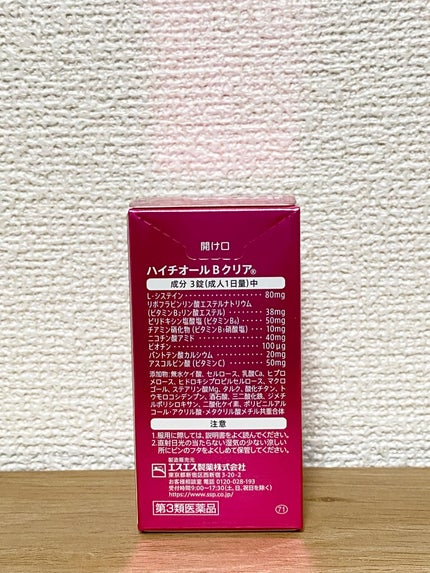 開け口
ハイチオールBクリア®
成分 3錠(成人1日量)中
L-システイン・・・・・・・・・・・・・・80mg
リボフラビンリン酸エステルナトリウム
(ビタミンB₂リン酸エステル)・・・・・・38mg
ピリドキシン塩酸塩(ビタミンB₆)・・・・50mg
チアミン硝化物(ビタミンB₁硝酸塩)・・・10mg
ニコチン酸アミド・・・・・・・・・・・・40mg
ビオチン・・・・・・・・・・・・・・・・100μg
パントテン酸カルシウム・・・・・・・・・20mg
アスコルビン酸(ビタミンC)・・・・・・・50mg
添加物:無水ケイ酸、セルロース、乳酸Ca、ヒプロ
メロース、ヒドロキシプロピルセルロース、マクロ
ゴール、ステアリン酸Mg、タルク、酸化チタン、ト
ウモロコシデンプン、酒石酸、三二酸化鉄、ジメチ
ルポリシロキサン、二酸化ケイ素、ポリビニルアル
コール・アクリル酸・メタクリル酸メチル共重合体
注意
1.服用に際しては、説明書をよく読んでください。
2.直射日光の当たらない湿気の少ない涼しい
所にビンのフタをよくしめて保管してください。
製造販売元
エスエス製薬株式会社
東京都新宿区西新宿3-20-2
お客様相談室 電話 0120-028-193
受付時間9:00~17:30(土,日,祝日を除く)
https://www.ssp.co.jp/
第3類医薬品
71